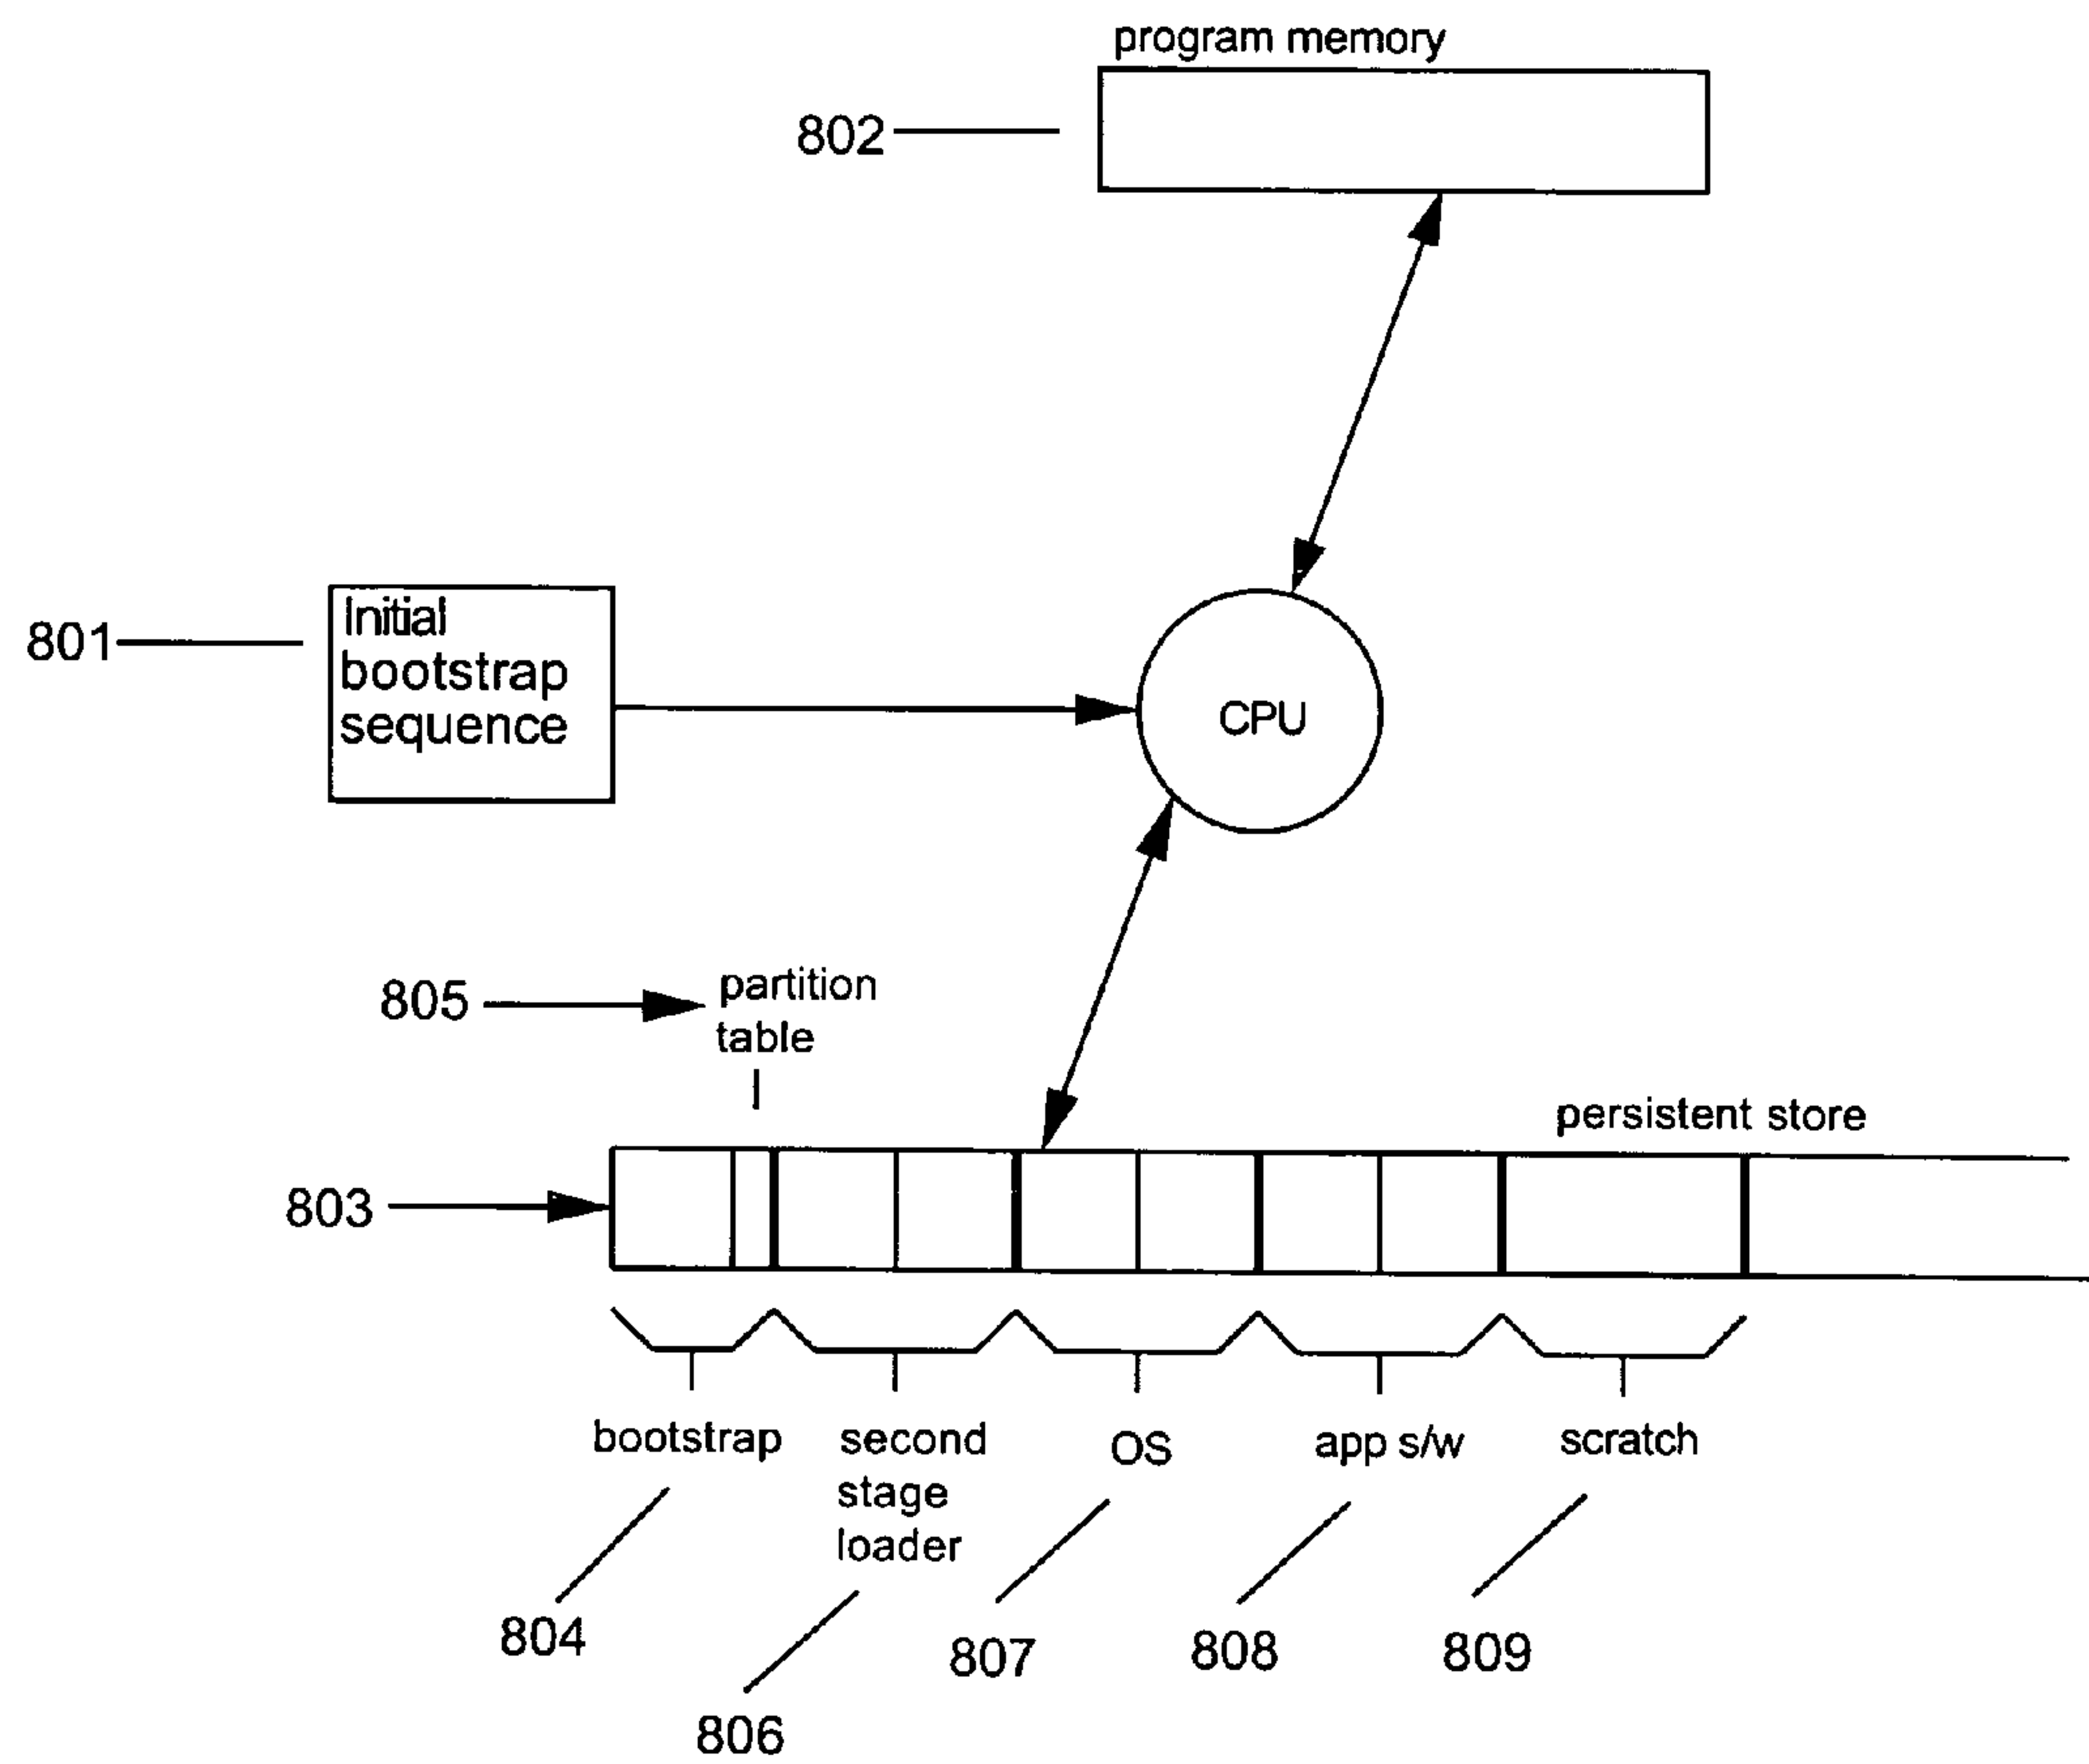 program memory
802
801
Initial
bootstrap
sequence
CPU
805
partition
table
persistent store
803
bootstrap
second
stage
loader
OS
app s/w
scratch
804
806
807
808
809